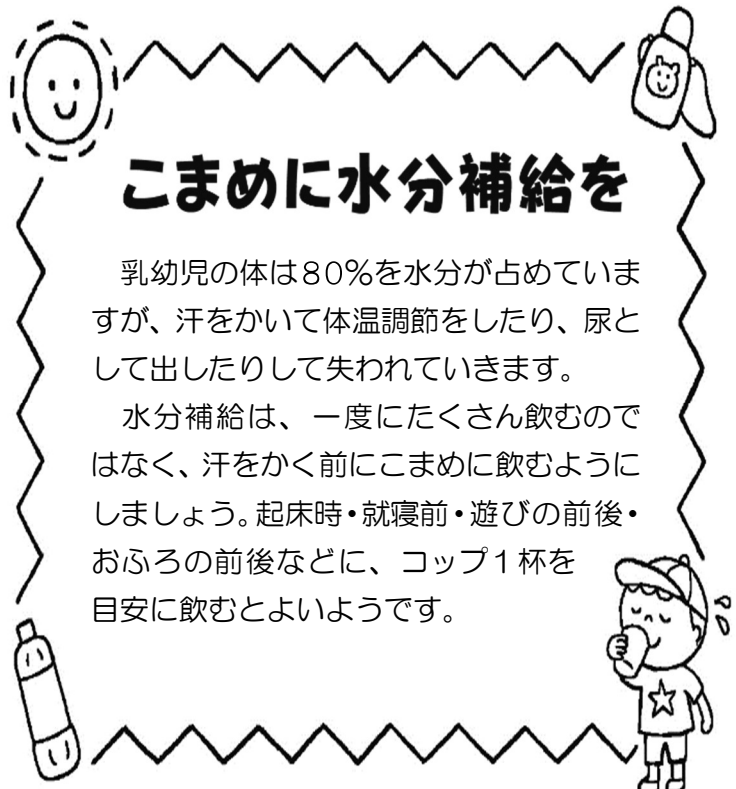 こまめに水分補給を
　乳幼児の体は80%を水分が占めていま
すが、汗をかいて体温調節をしたり、尿と
して出したりして失われていきます。
　水分補給は、一度にたくさん飲むので
はなく、汗をかく前にこまめに飲むように
しましょう。起床時・就寝前・遊びの前後・
おふろの前後などに、コップ1杯を
目安に飲むとよいようです。